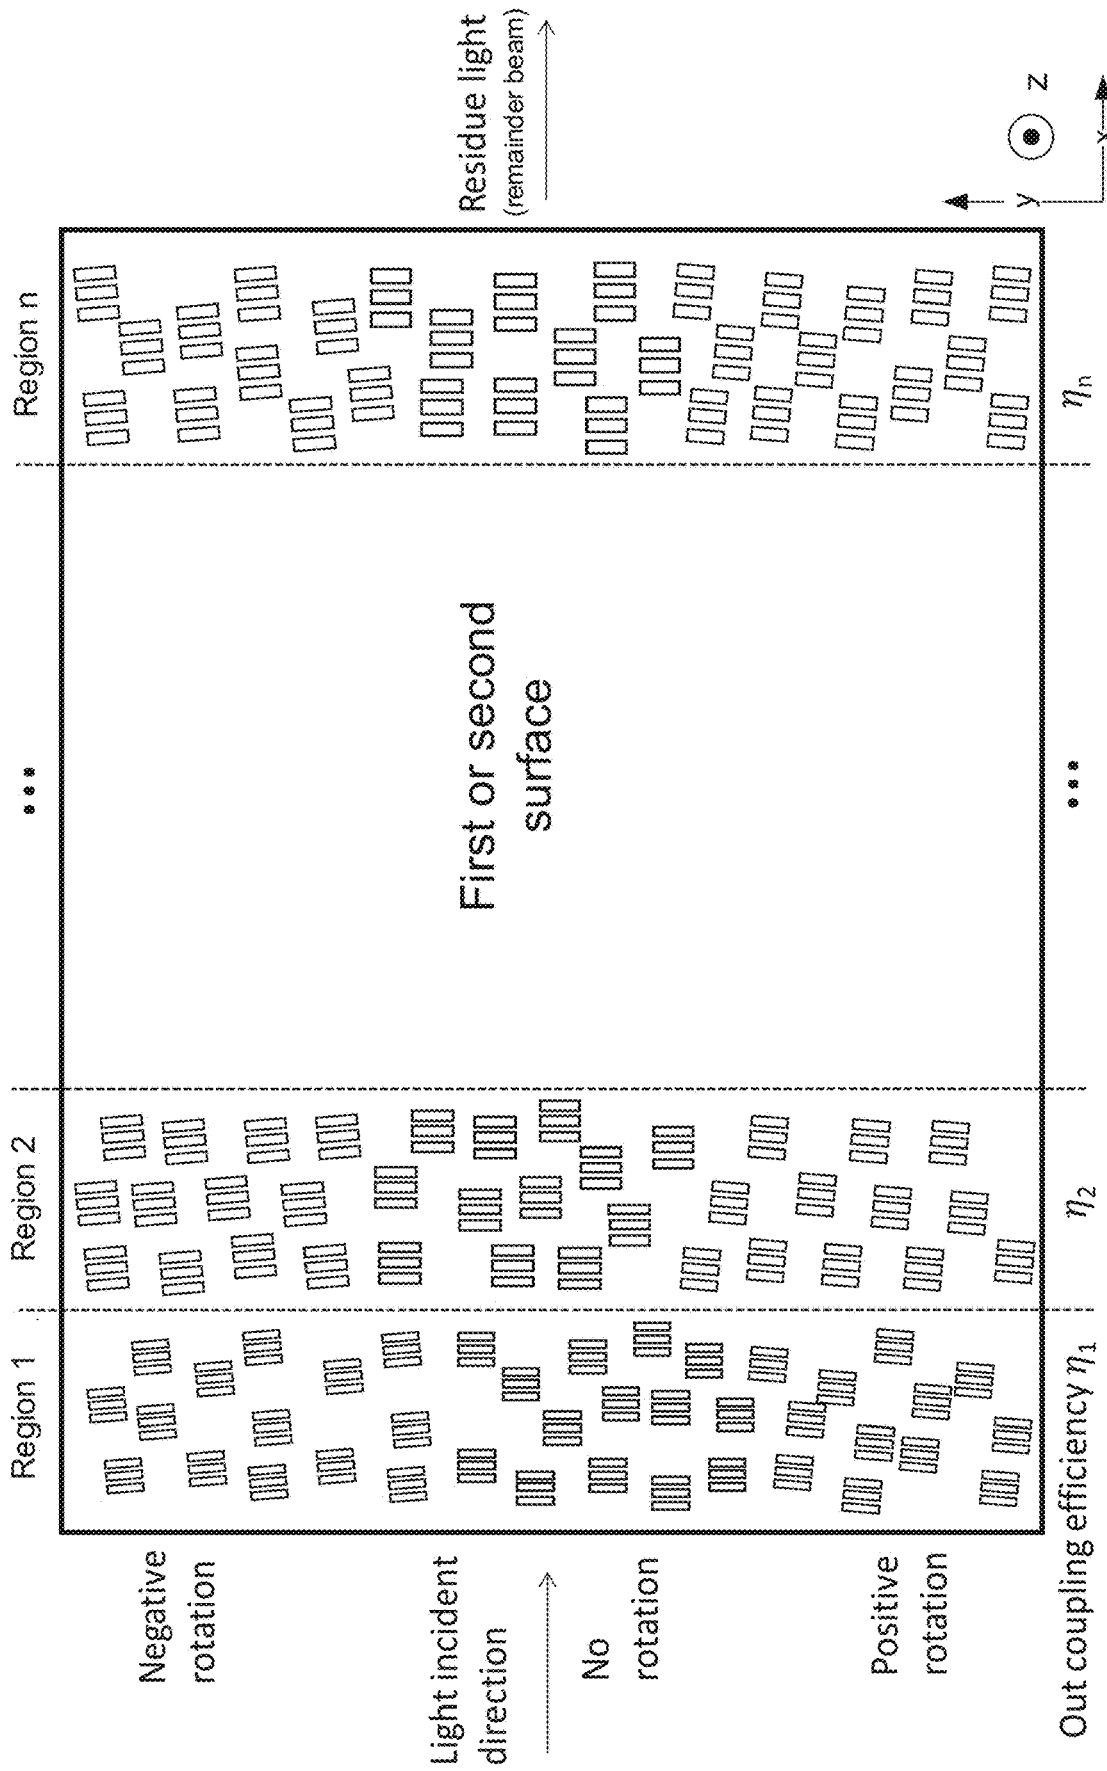 Region 1
Region 2
•••
Region n
Negative
rotation
Light incident
direction
No
rotation
Positive
rotation
First or second
surface
Residue light
(remainder beam)
Out coupling efficiency η₁
η₂
•••
ηₙ
y
z
x